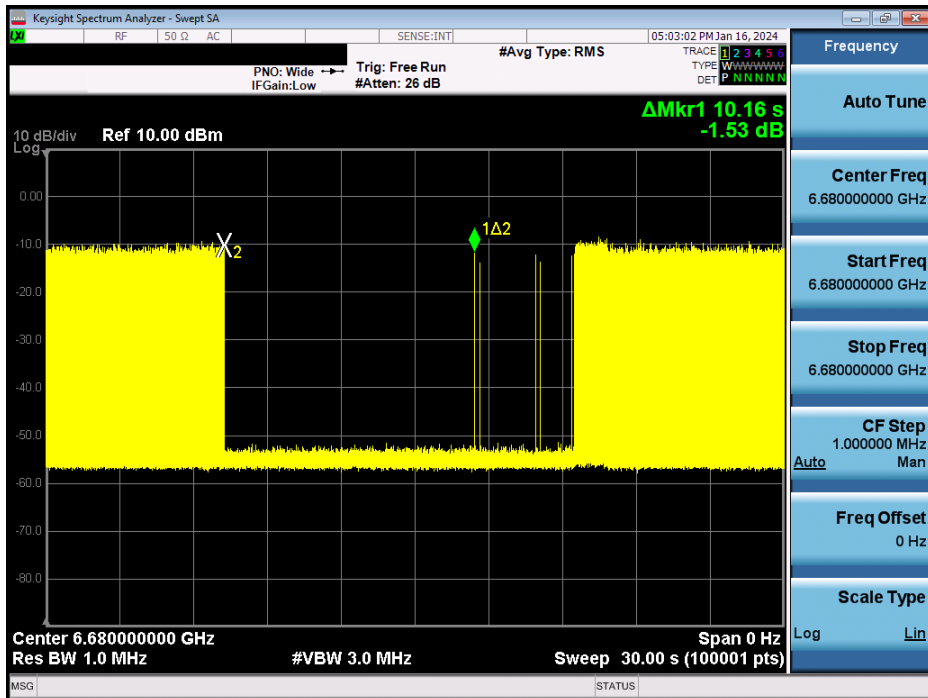 Keysight Spectrum Analyzer - Swept SA
LXI
RF 50 Ω AC SENSE:INT 05:03:02 PM Jan 16, 2024
PNO: Wide
IFGain:Low
Trig: Free Run
#Atten: 26 dB
#Avg Type: RMS
TRACE 1 2 3 4 5 6
TYPE WWWWWW
DET P N N N N N
ΔMkr1 10.16 s
-1.53 dB
10 dB/div Ref 10.00 dBm
Log
0.00
-10.0
-20.0
-30.0
-40.0
-50.0
-60.0
-70.0
-80.0
X2
1Δ2
Center 6.680000000 GHz Span 0 Hz
Res BW 1.0 MHz #VBW 3.0 MHz Sweep 30.00 s (100001 pts)
MSG STATUS
Frequency
Auto Tune
Center Freq
6.680000000 GHz
Start Freq
6.680000000 GHz
Stop Freq
6.680000000 GHz
CF Step
1.000000 MHz
Auto Man
Freq Offset
0 Hz
Scale Type
Log Lin